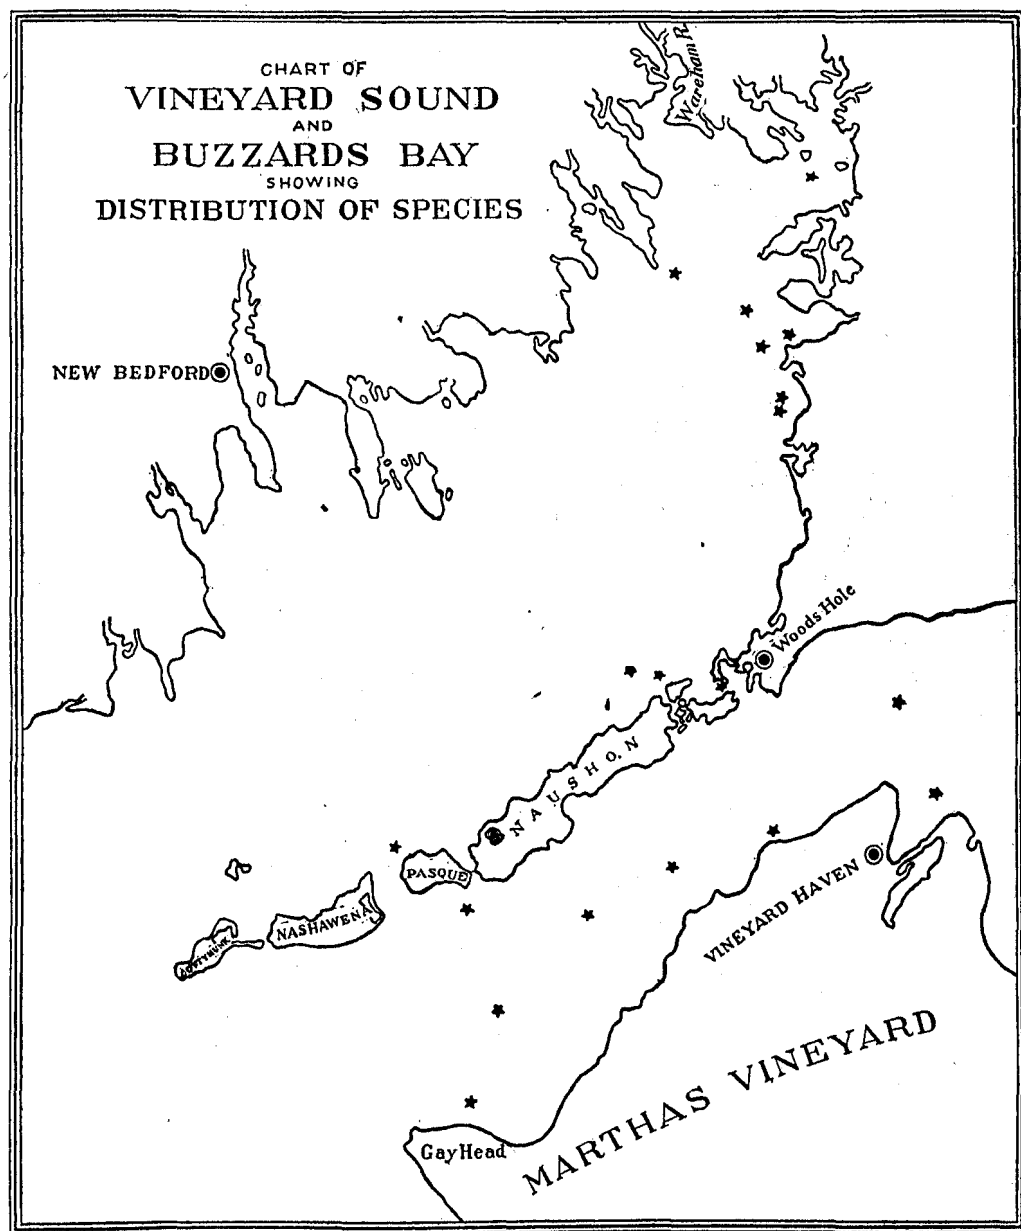 CHART OF
VINEYARD SOUND
AND
BUZZARDS BAY
SHOWING
DISTRIBUTION OF SPECIES
Wareham R.
NEW BEDFORD
Woods Hole
NAUSHON
PASQUE
NASHAWENA
VINEYARD HAVEN
MARTHAS VINEYARD
Gay Head